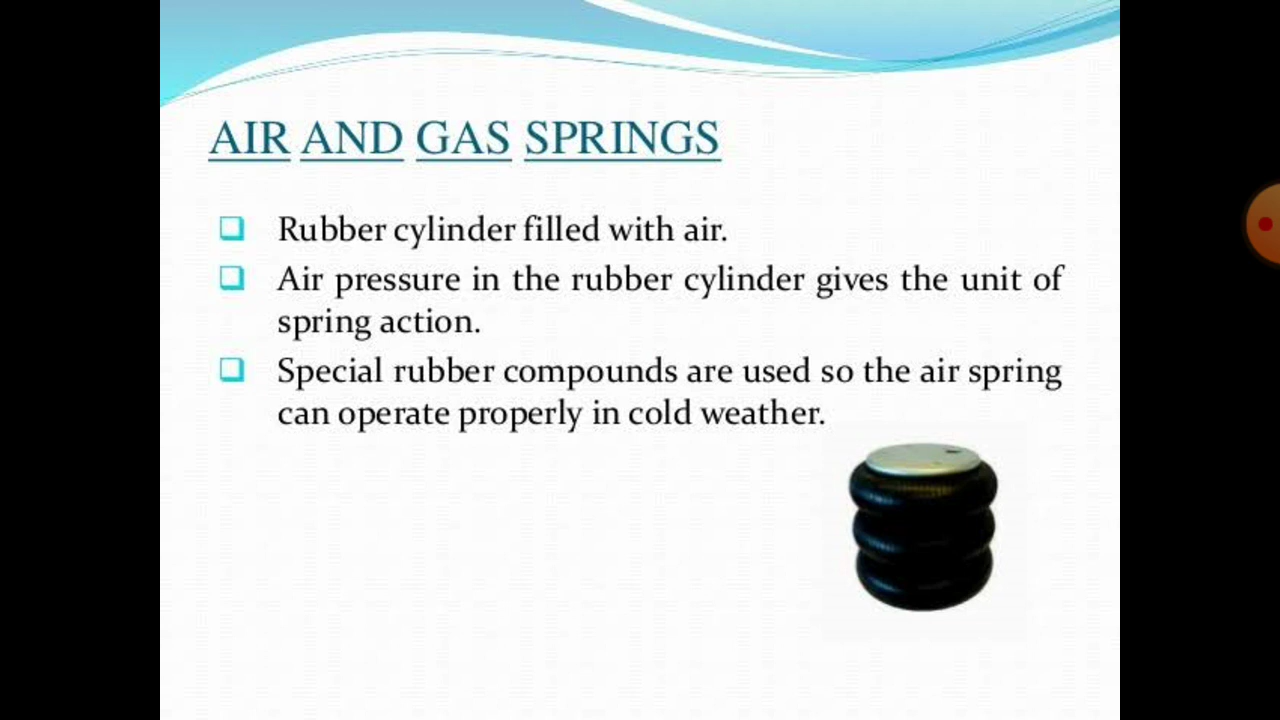 AIR AND GAS SPRINGS
Rubber cylinder filled with air.
Air pressure in the rubber cylinder gives the unit of
spring action.
Special rubber compounds are used so the air spring
can operate properly in cold weather.